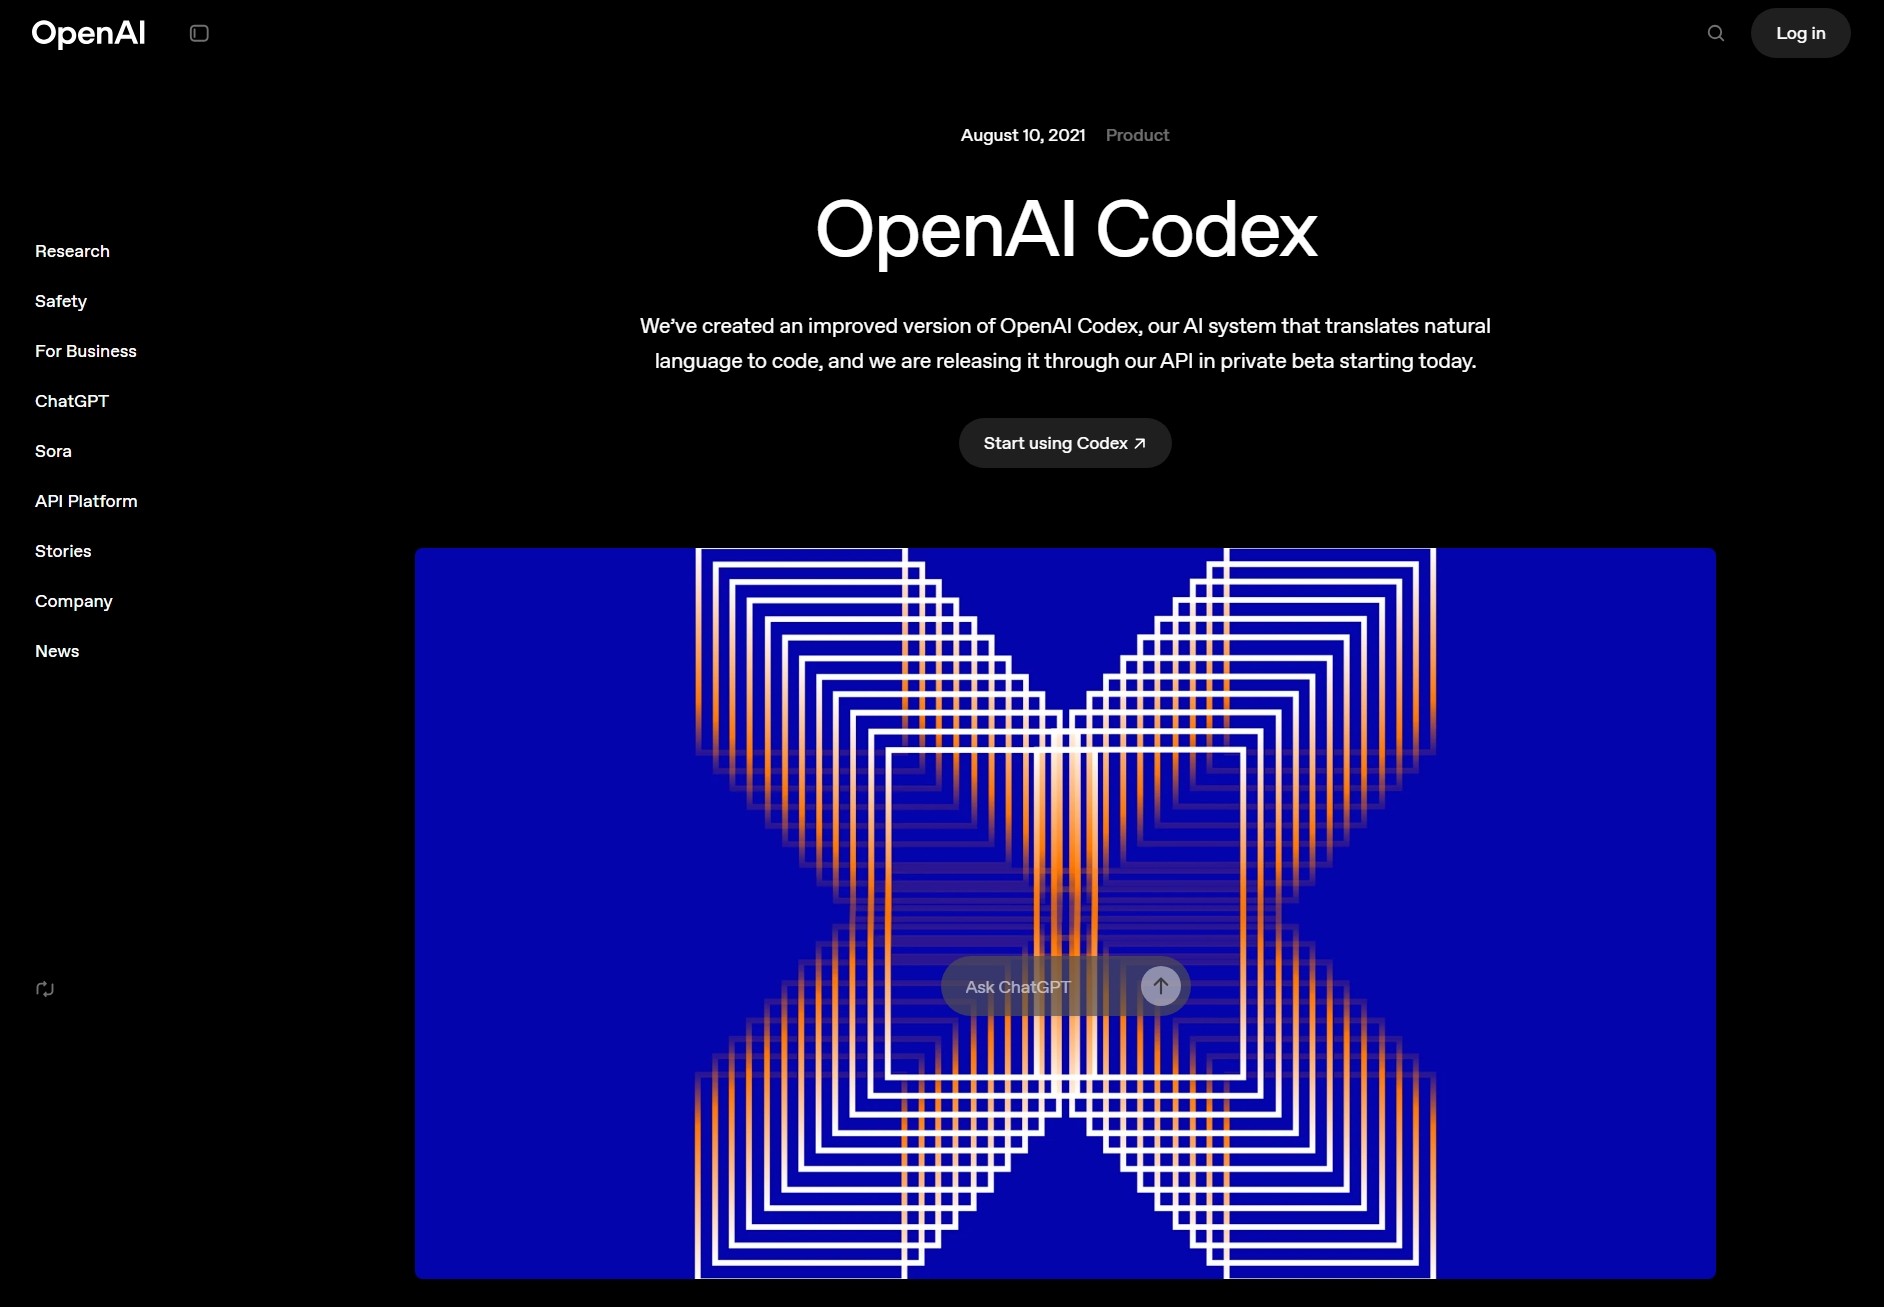 OpenAI
Log in
August 10, 2021 Product
OpenAI Codex
We’ve created an improved version of OpenAI Codex, our AI system that translates natural
language to code, and we are releasing it through our API in private beta starting today.
Start using Codex ↗
Research
Safety
For Business
ChatGPT
Sora
API Platform
Stories
Company
News
Ask ChatGPT